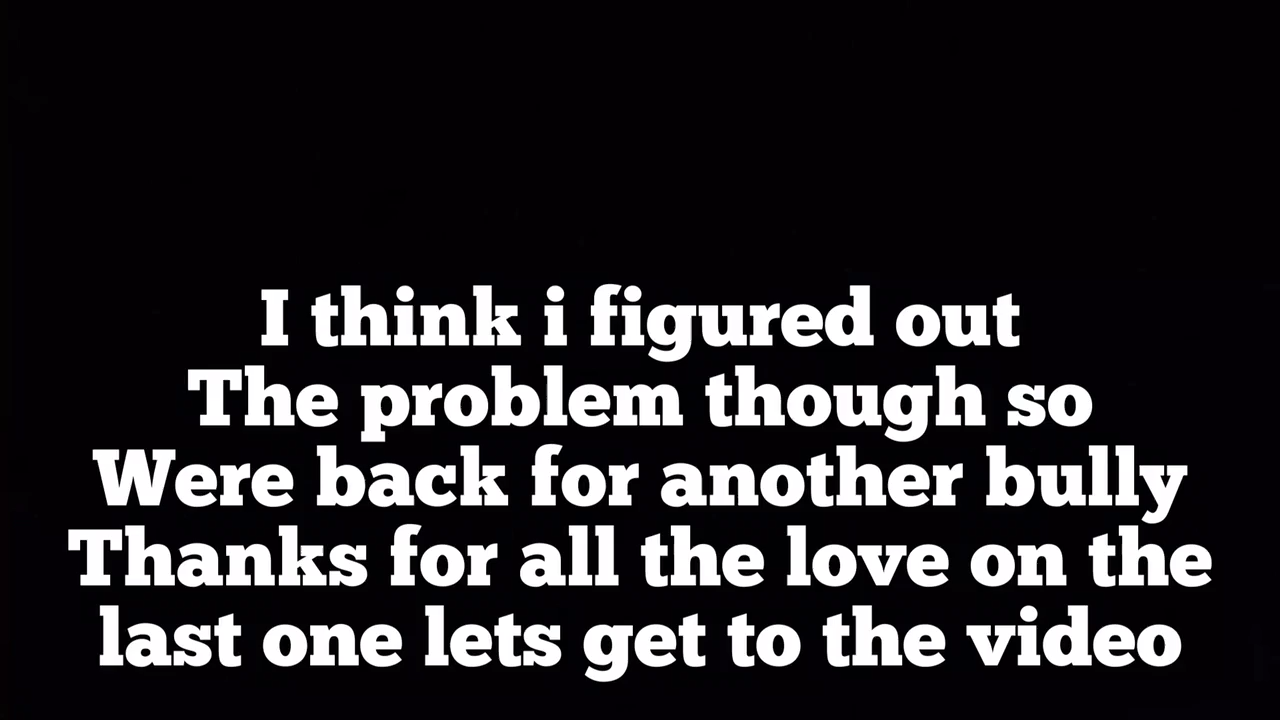 I think i figured out
The problem though so
Were back for another bully
Thanks for all the love on the
last one lets get to the video